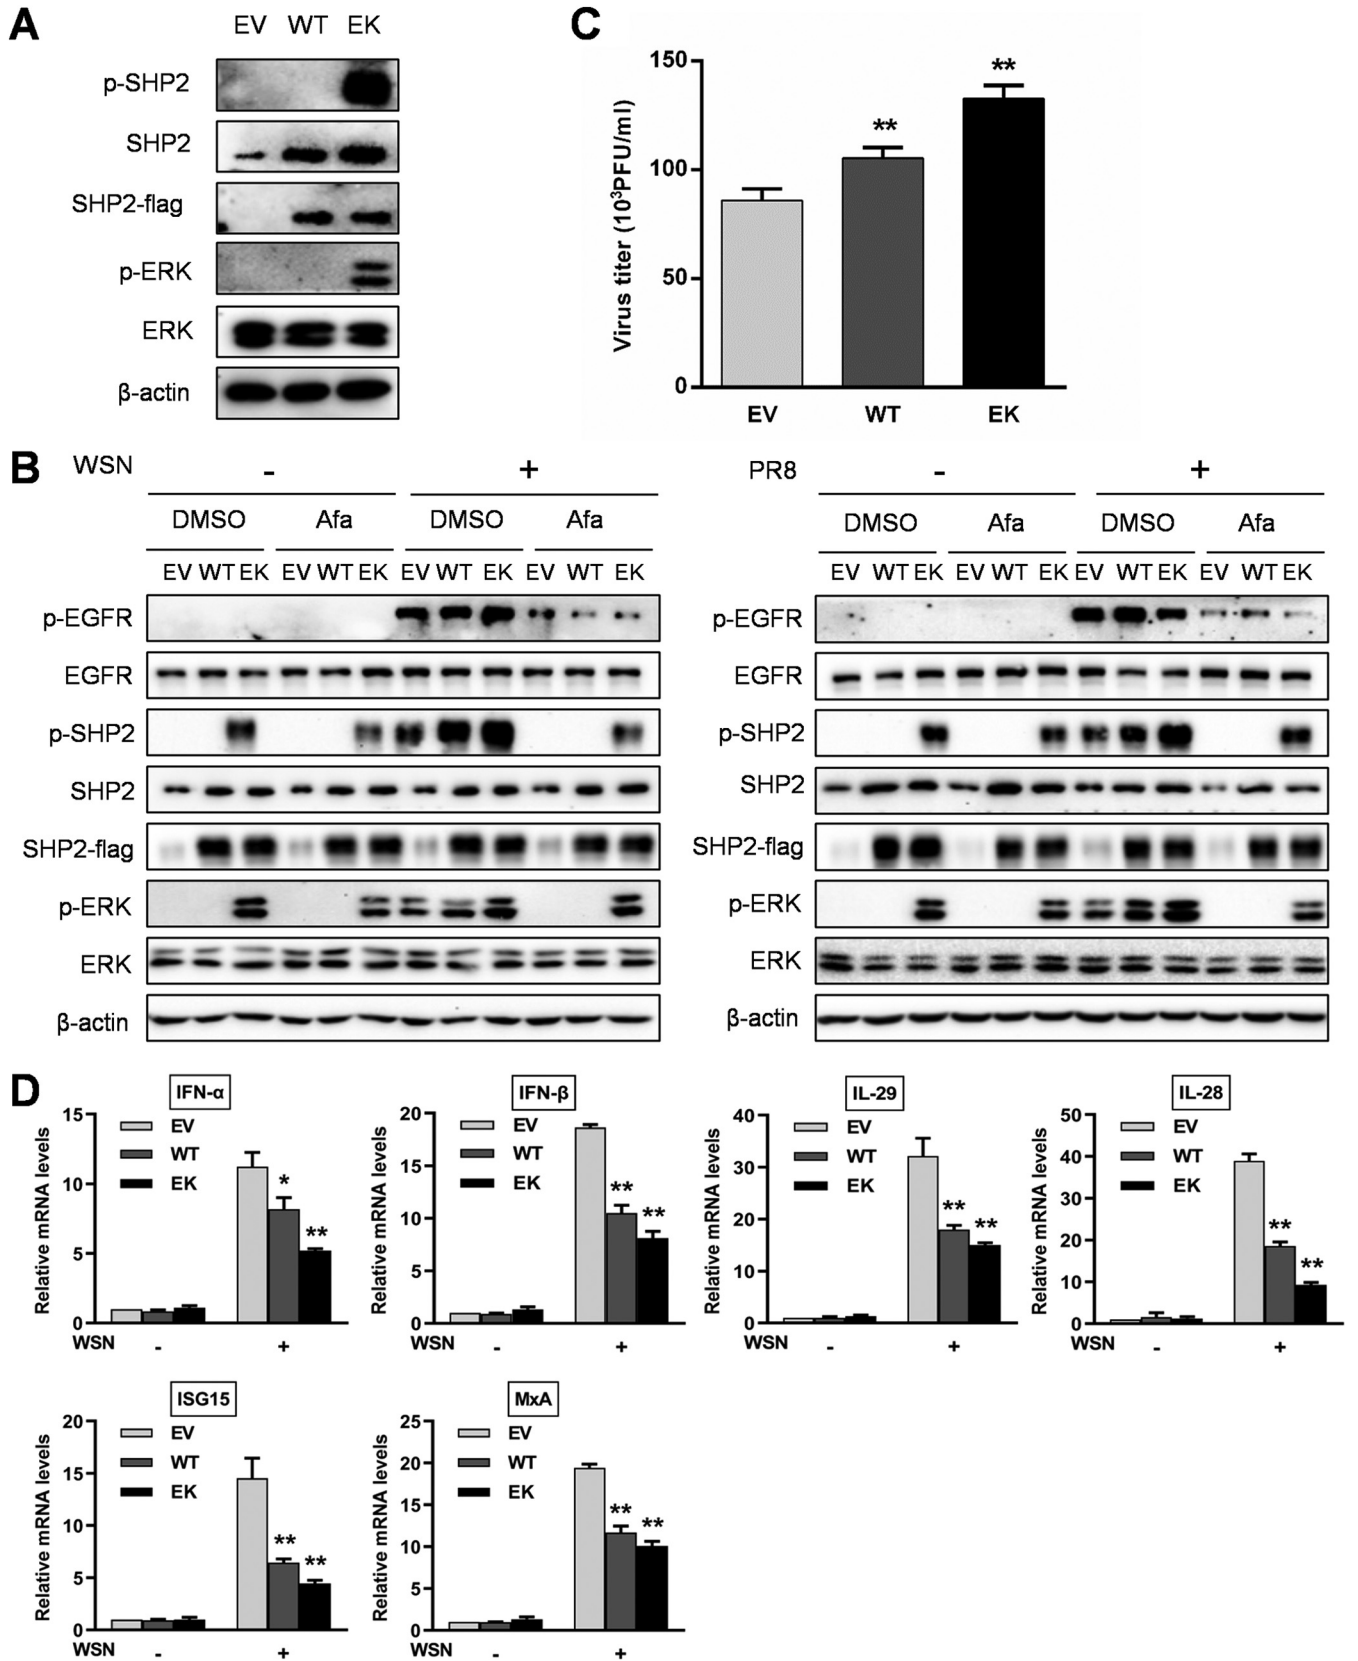 A
EV WT EK
p-SHP2
SHP2
SHP2-flag
p-ERK
ERK
β-actin
C
150
100
50
0
Virus titer (10³PFU/ml)
**
**
EV WT EK
B
WSN - +
DMSO Afa DMSO Afa
EV WT EK EV WT EK EV WT EK EV WT EK
p-EGFR
EGFR
p-SHP2
SHP2
SHP2-flag
p-ERK
ERK
β-actin
PR8 - +
DMSO Afa DMSO Afa
EV WT EK EV WT EK EV WT EK EV WT EK
p-EGFR
EGFR
p-SHP2
SHP2
SHP2-flag
p-ERK
ERK
β-actin
D
IFN-α
Relative mRNA levels
15
10
5
0
EV
WT
EK
*
**
WSN - +
IFN-β
Relative mRNA levels
20
15
10
5
0
EV
WT
EK
**
**
WSN - +
IL-29
Relative mRNA levels
40
30
20
10
0
EV
WT
EK
**
**
WSN - +
IL-28
Relative mRNA levels
50
40
30
20
10
0
EV
WT
EK
**
**
WSN - +
ISG15
Relative mRNA levels
20
15
10
5
0
EV
WT
EK
**
**
WSN - +
MxA
Relative mRNA levels
25
20
15
10
5
0
EV
WT
EK
**
**
WSN - +